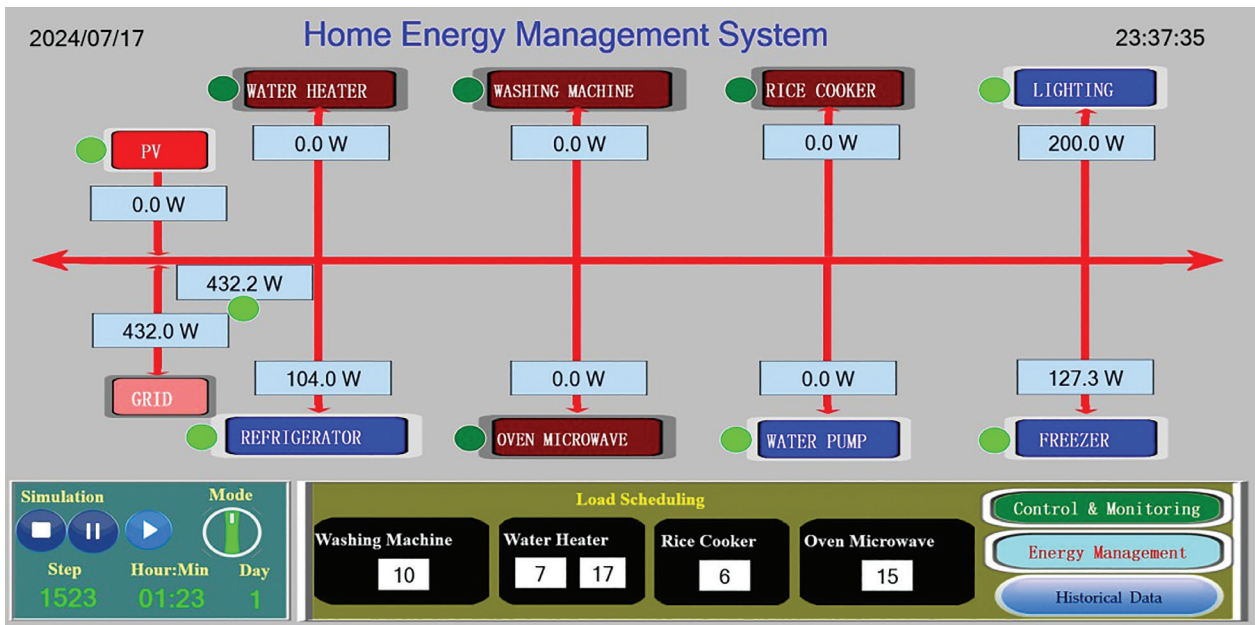 2024/07/17
Home Energy Management System
23:37:35
WATER HEATER
WASHING MACHINE
RICE COOKER
LIGHTING
PV
0.0 W
0.0 W
0.0 W
200.0 W
0.0 W
432.2 W
432.0 W
GRID
104.0 W
0.0 W
0.0 W
127.3 W
REFRIGERATOR
OVEN MICROWAVE
WATER PUMP
FREEZER
Simulation
Mode
Step
Hour:Min
Day
1523
01:23
1
Load Scheduling
Washing Machine
Water Heater
Rice Cooker
Oven Microwave
10
7
17
6
15
Control & Monitoring
Energy Management
Historical Data